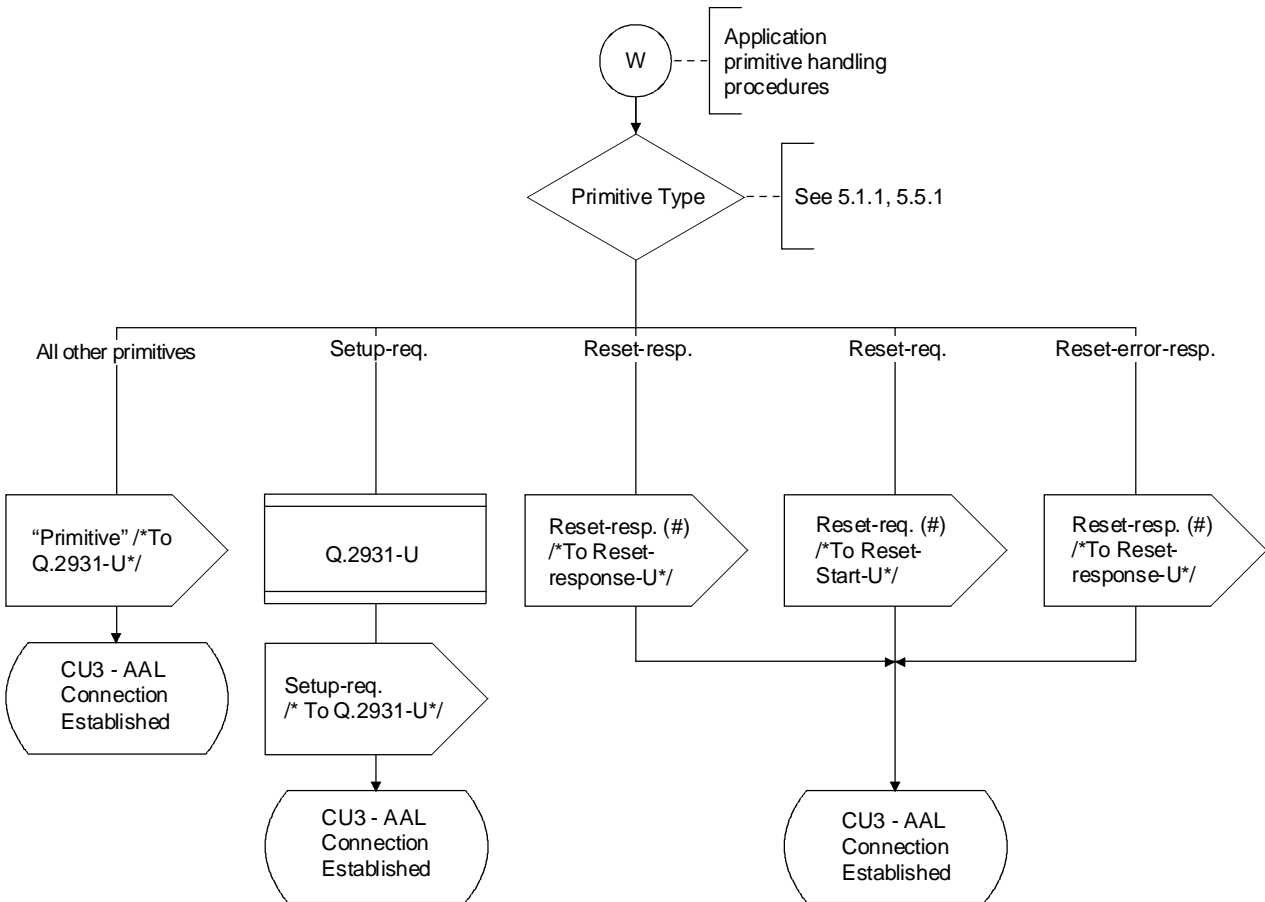 W
Application
primitive handling
procedures
Primitive Type
See 5.1.1, 5.5.1
All other primitives
Setup-req.
Reset-resp.
Reset-req.
Reset-error-resp.
“Primitive” /*To
Q.2931-U*/
Q.2931-U
Reset-resp. (#)
/*To Reset-
response-U*/
Reset-req. (#)
/*To Reset-
Start-U*/
Reset-resp. (#)
/*To Reset-
response-U*/
CU3 - AAL
Connection
Established
Setup-req.
/* To Q.2931-U*/
CU3 - AAL
Connection
Established
CU3 - AAL
Connection
Established